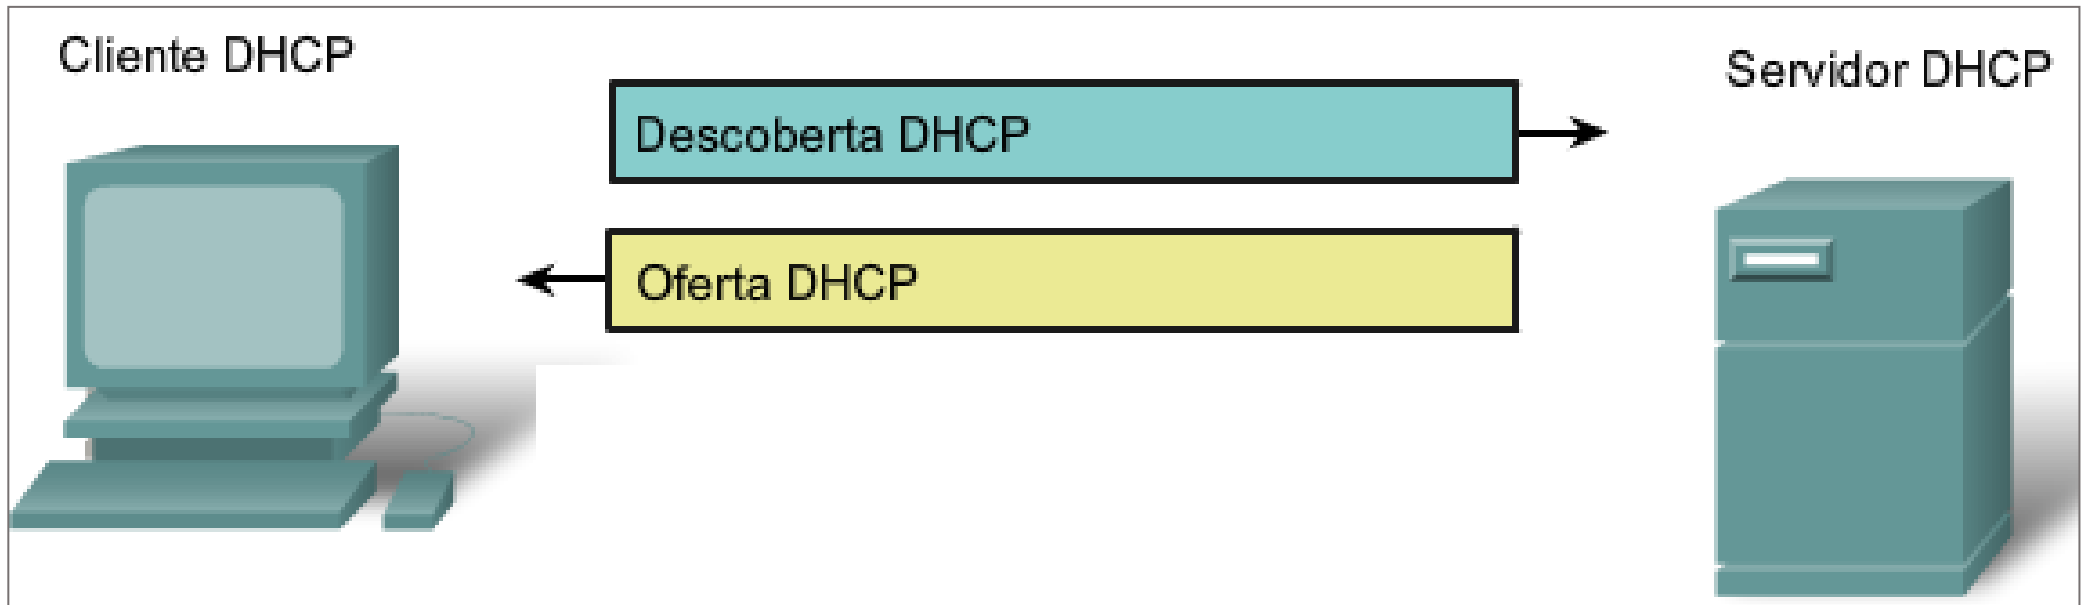 Cliente DHCP
Servidor DHCP
Descoberta DHCP
Oferta DHCP